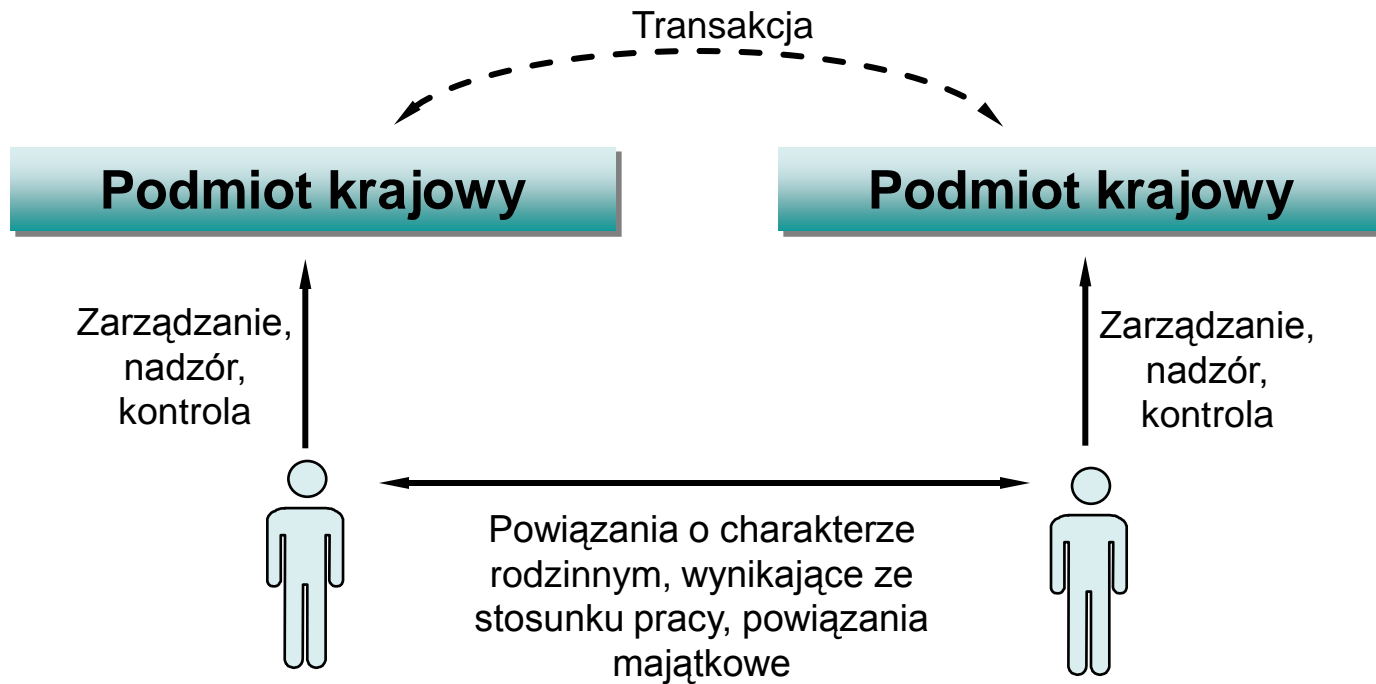 Transakcja
Podmiot krajowy
Podmiot krajowy
Zarządzanie,
nadzór,
kontrola
Zarządzanie,
nadzór,
kontrola
Powiązania o charakterze
rodzinnym, wynikające ze
stosunku pracy, powiązania
majątkowe